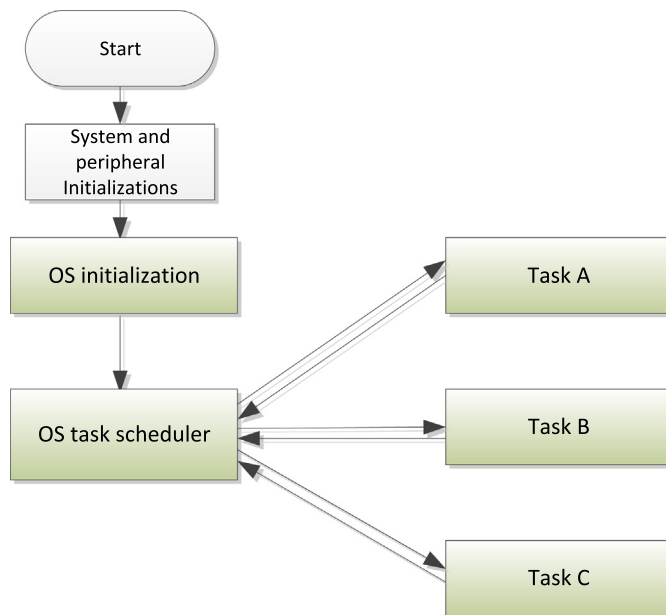 Start
System and
peripheral
Initializations
OS initialization
Task A
OS task scheduler
Task B
Task C